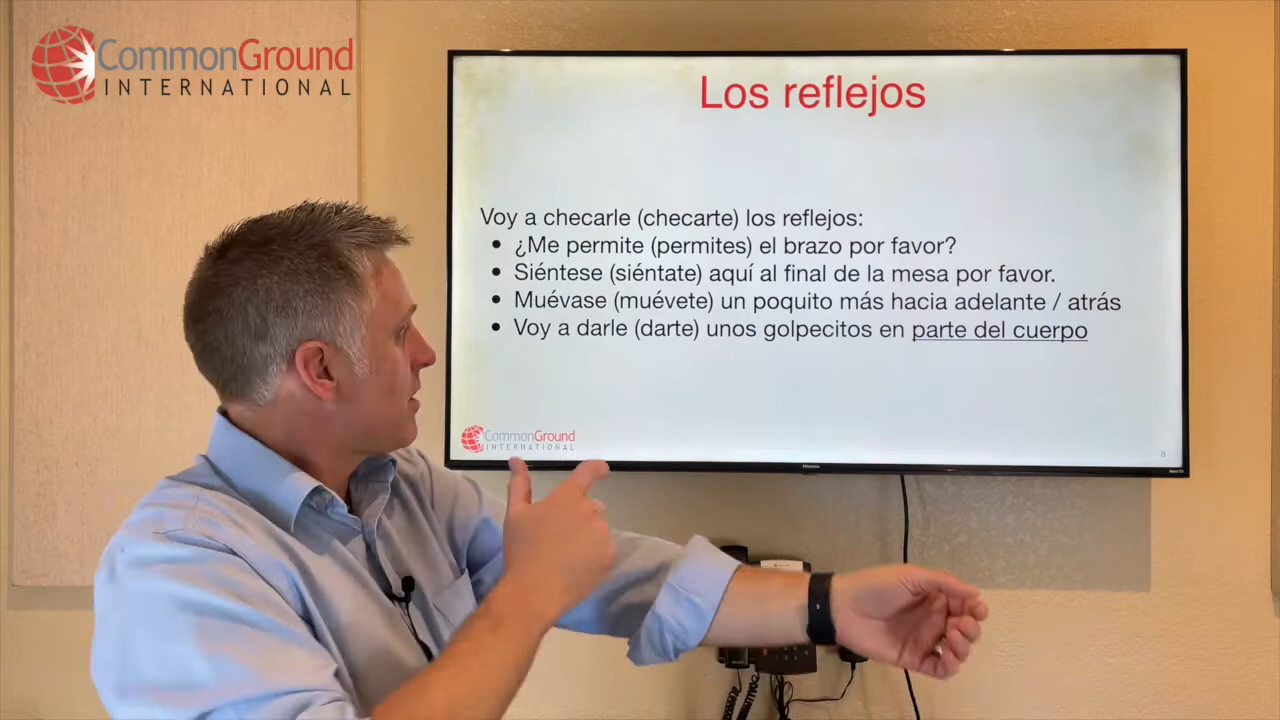 CommonGround
INTERNATIONAL
Los reflejos
Voy a checarle (checarte) los reflejos:
• ¿Me permite (permites) el brazo por favor?
• Siéntese (siéntate) aquí al final de la mesa por favor.
• Muévase (muévete) un poquito más hacia adelante / atrás
• Voy a darle (darte) unos golpecitos en parte del cuerpo
CommonGround
INTERNATIONAL
8
Hisense